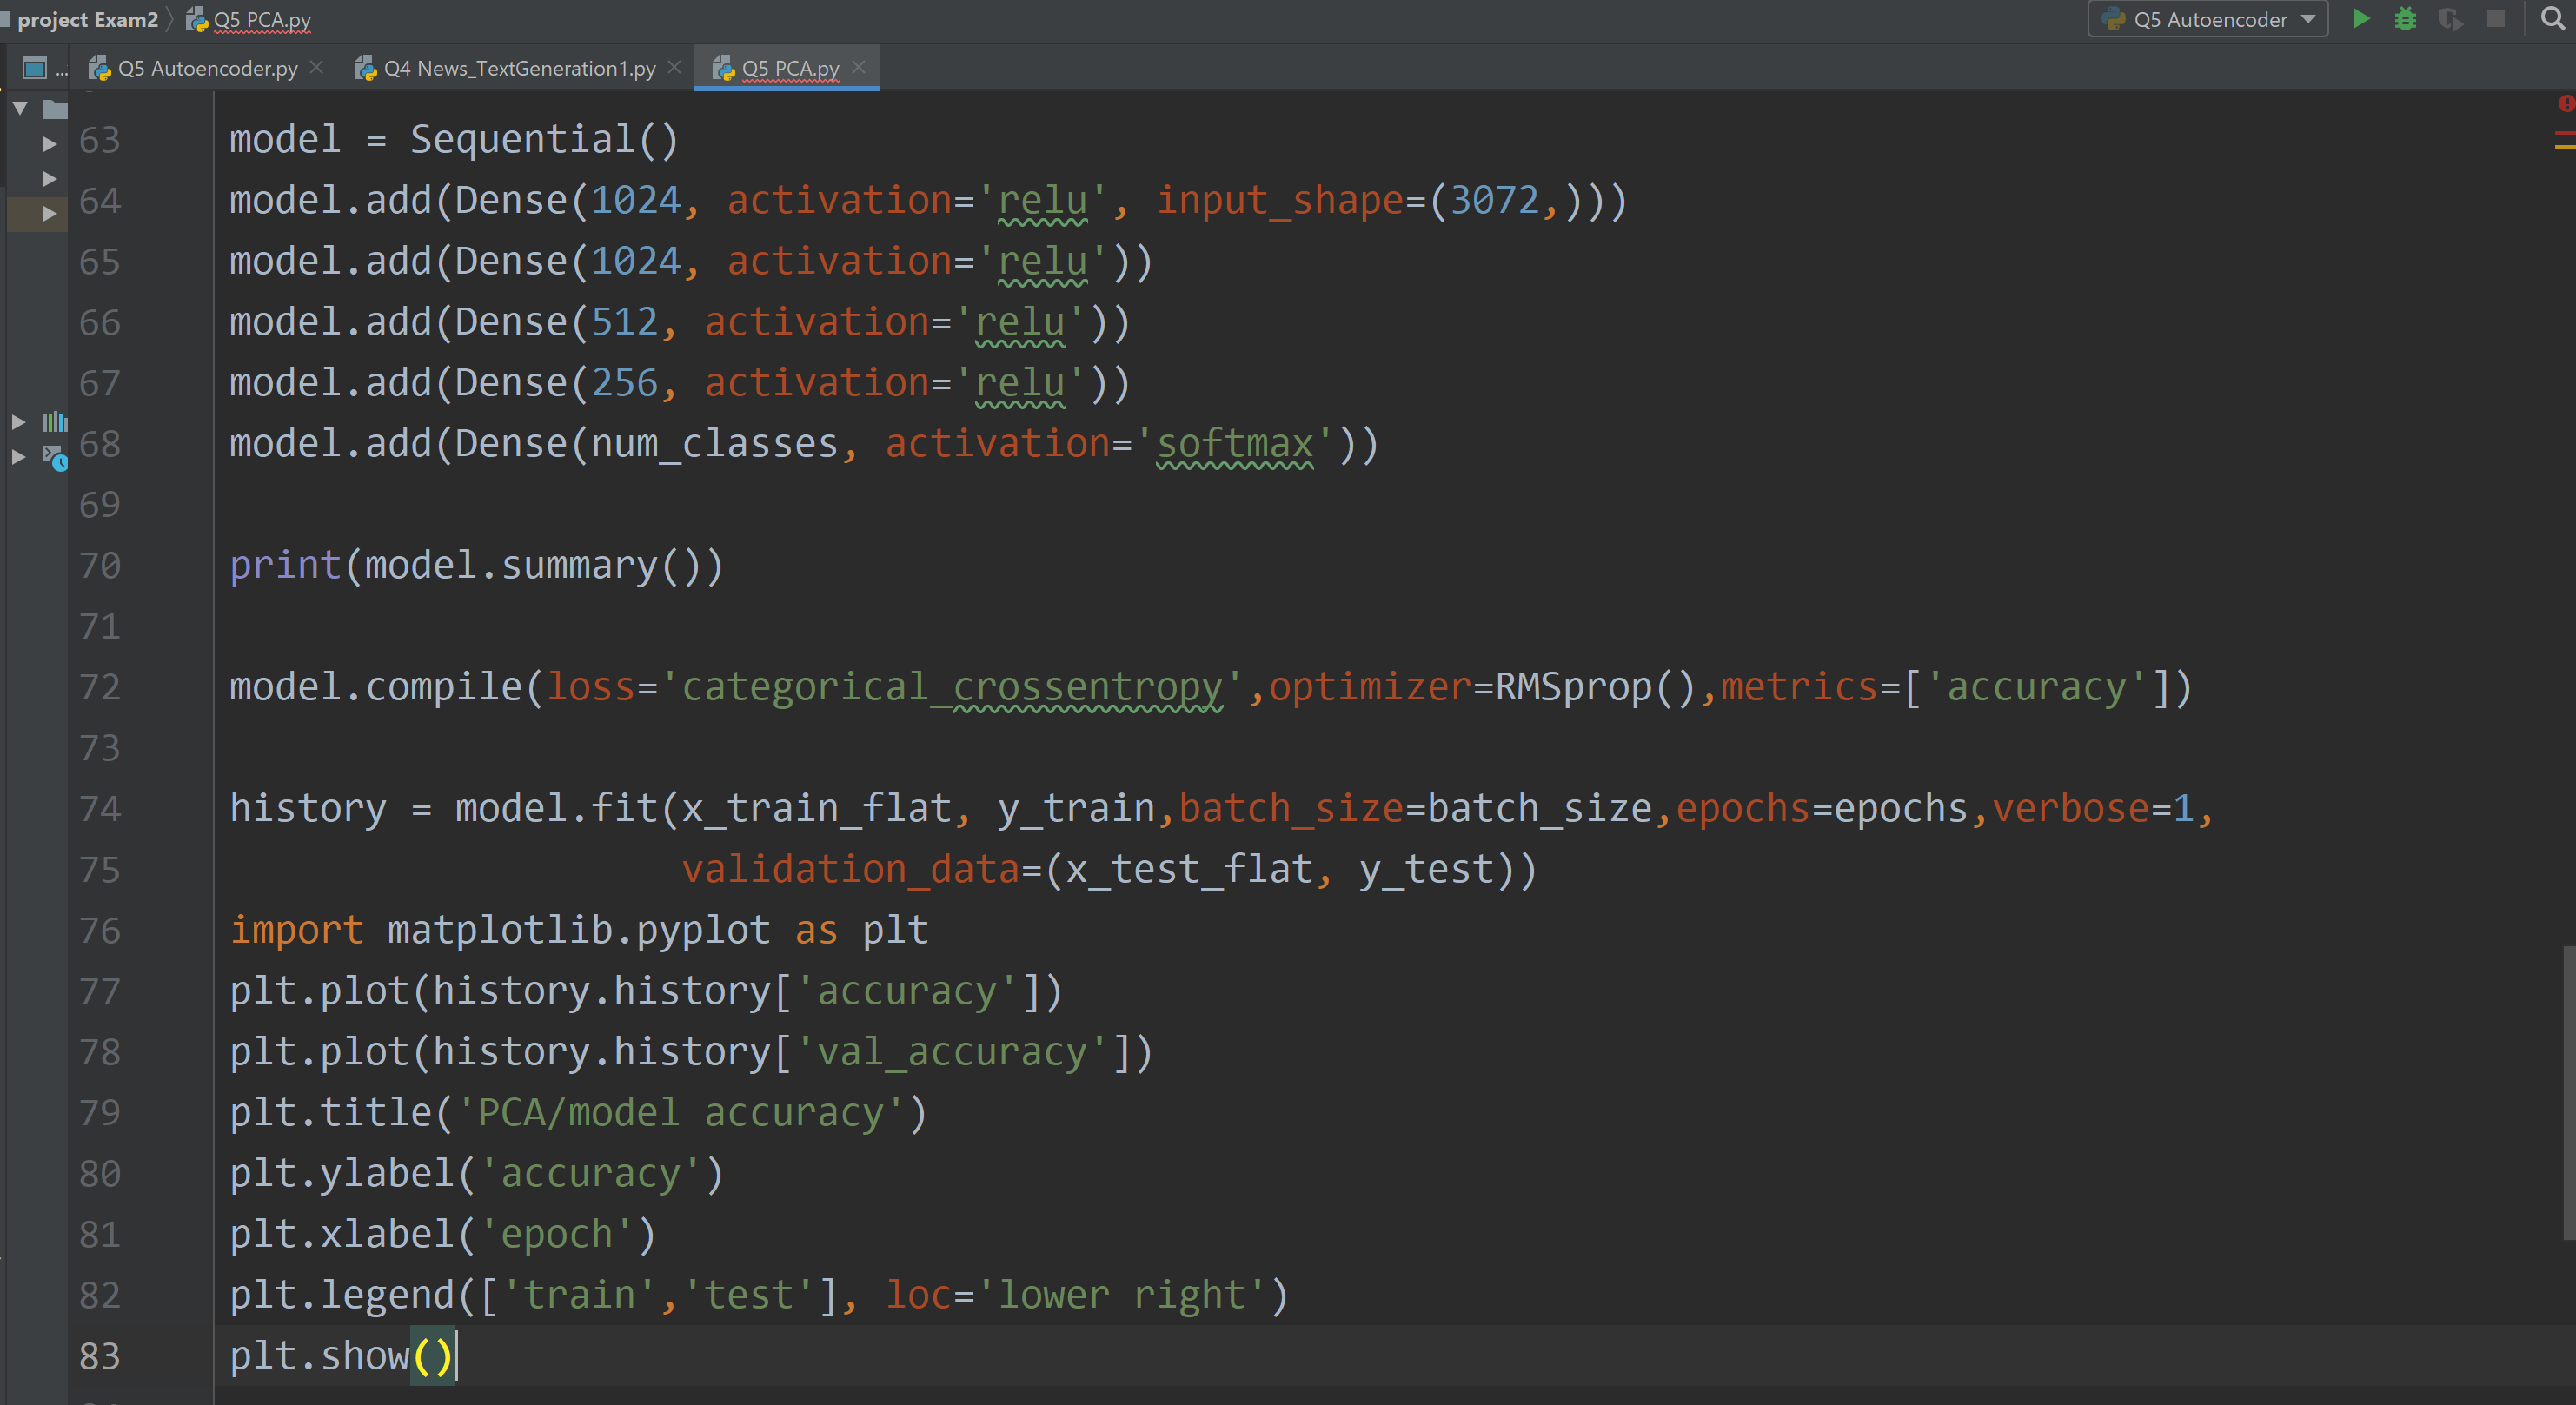 project Exam2 Q5 PCA.py Q5 Autoencoder
... Q5 Autoencoder.py Q4 News_TextGeneration1.py Q5 PCA.py
63 model = Sequential()
64 model.add(Dense(1024, activation='relu', input_shape=(3072,)))
65 model.add(Dense(1024, activation='relu'))
66 model.add(Dense(512, activation='relu'))
67 model.add(Dense(256, activation='relu'))
68 model.add(Dense(num_classes, activation='softmax'))
69
70 print(model.summary())
71
72 model.compile(loss='categorical_crossentropy',optimizer=RMSprop(),metrics=['accuracy'])
73
74 history = model.fit(x_train_flat, y_train,batch_size=batch_size,epochs=epochs,verbose=1,
75 validation_data=(x_test_flat, y_test))
76 import matplotlib.pyplot as plt
77 plt.plot(history.history['accuracy'])
78 plt.plot(history.history['val_accuracy'])
79 plt.title('PCA/model accuracy')
80 plt.ylabel('accuracy')
81 plt.xlabel('epoch')
82 plt.legend(['train','test'], loc='lower right')
83 plt.show()